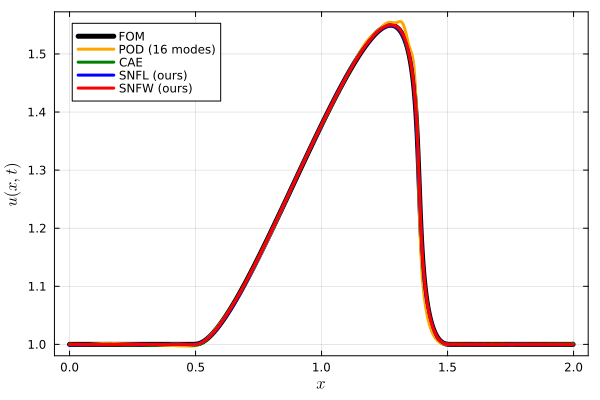 FOM
POD (16 modes)
CAE
SNFL (ours)
SNFW (ours)
1.5
1.4
1.3
1.2
1.1
1.0
u(x, t)
0.0 0.5 1.0 1.5 2.0
x